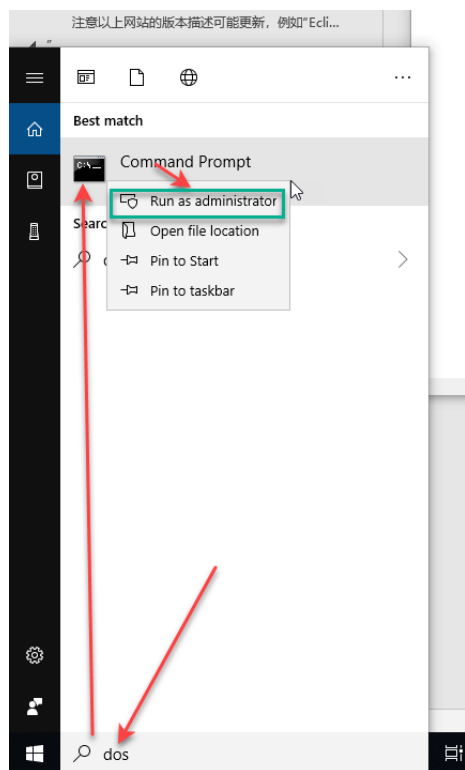 注意以上网站的版本描述可能更新，例如"Ecli...
"
Best match
C:\_
Command Prompt
Run as administrator
Searc
Open file location
Pin to Start
Pin to taskbar
dos